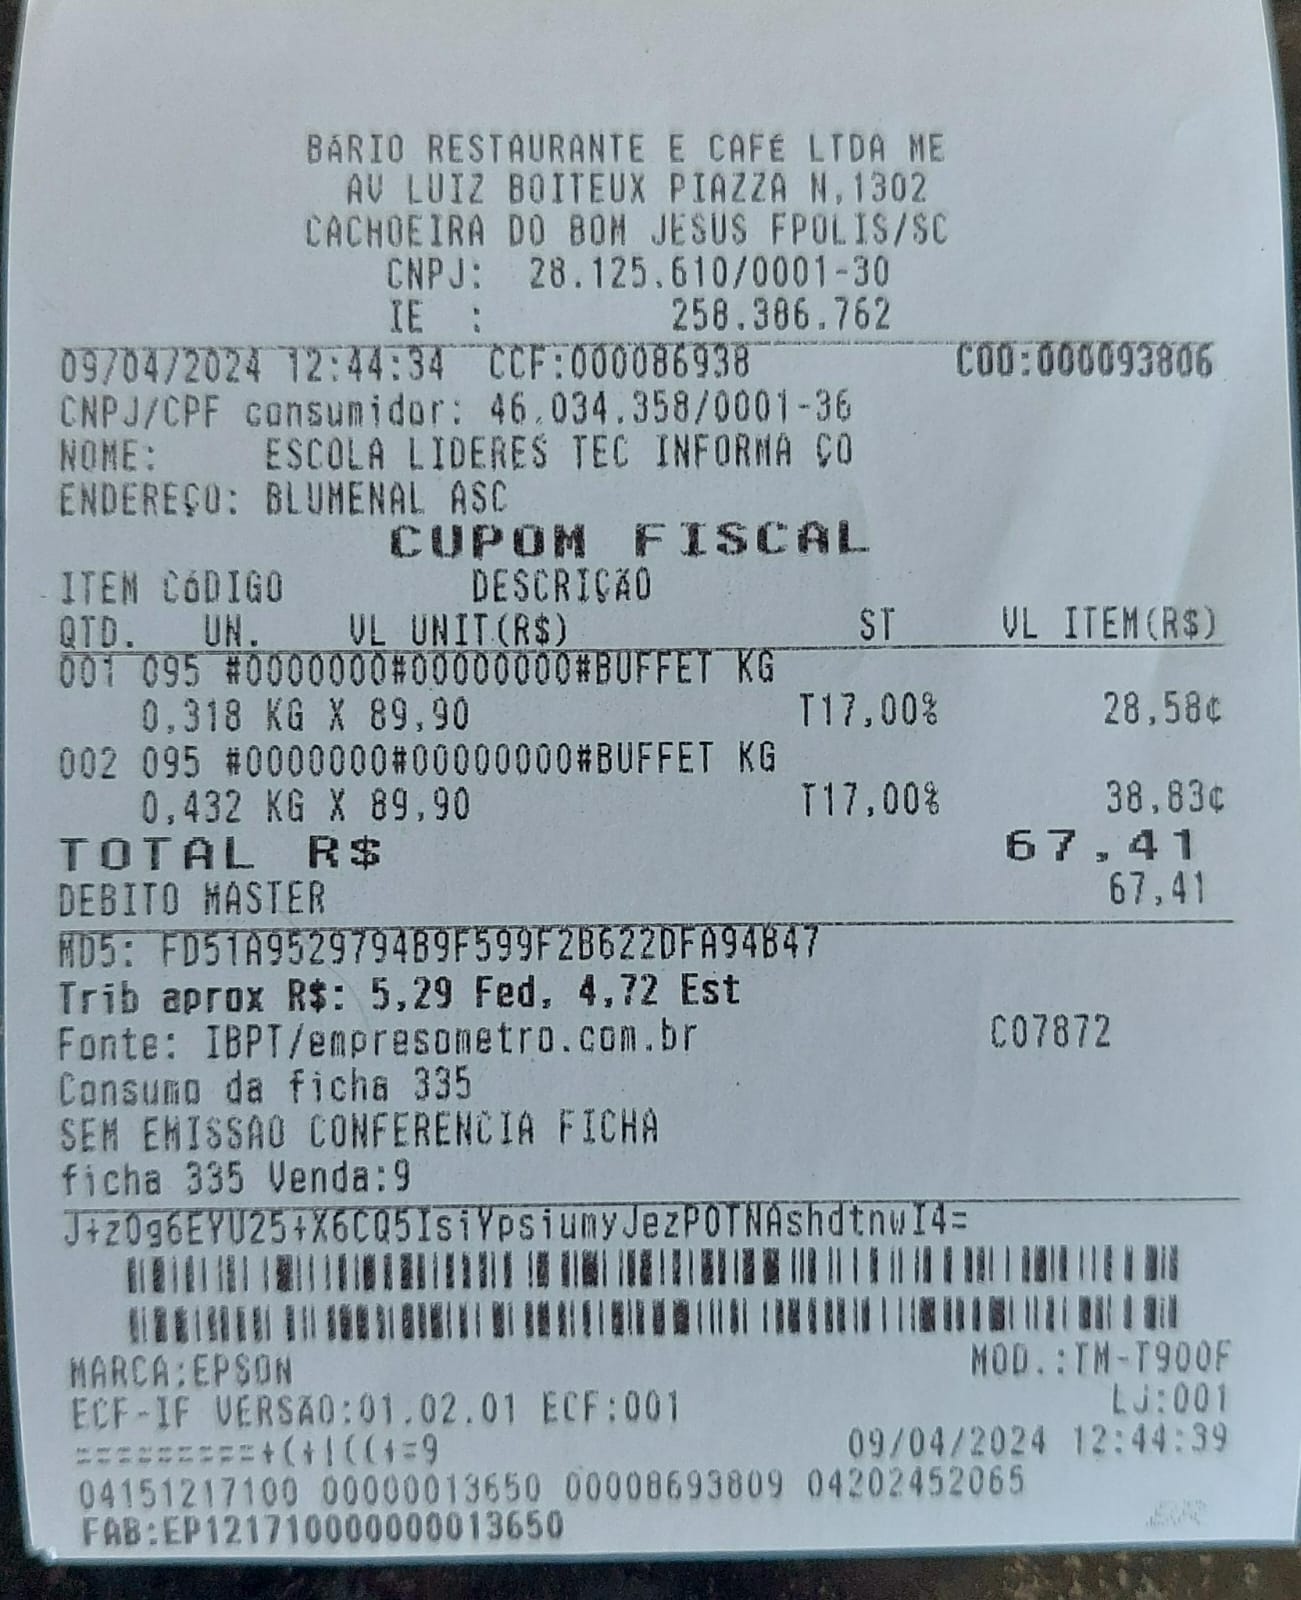 BáRIO RESTAURANTE E CAFé LTDA ME
AV LUIZ BOITEUX PIAZZA N,1302
CACHOEIRA DO BOM JESUS FPOLIS/SC
CNPJ: 28.125.610/0001-30
IE : 258.386.762
09/04/2024 12:44:34 CCF:000086938 COO:000093806
CNPJ/CPF consumidor: 46.034.358/0001-36
NOME: ESCOLA LIDERES TEC INFORMA ÇO
ENDEREÇO: BLUMENAL ASC
CUPOM FISCAL
ITEM CóDIGO DESCRIÇÃO
QTD. UN. VL UNIT(R$) ST VL ITEM(R$)
001 095 #0000000#00000000#BUFFET KG
0,318 KG X 89,90 T17,00% 28,58¢
002 095 #0000000#00000000#BUFFET KG
0,432 KG X 89,90 T17,00% 38,83¢
TOTAL R$ 67,41
DEBITO MASTER 67,41
MD5: FD51A9529794B9F599F2B622DFA94B47
Trib aprox R$: 5,29 Fed, 4,72 Est
Fonte: IBPT/empresometro.com.br C07872
Consumo da ficha 335
SEM EMISSAO CONFERENCIA FICHA
ficha 335 Venda:9
J+zOg6EYU25+X6CQ5IsiYpsiumyJezPOTNAshdtnwI4=
MARCA:EPSON MOD.:TM-T900F
ECF-IF VERSÃO:01.02.01 ECF:001 LJ:001
=========+(+|((+=9 09/04/2024 12:44:39
04151217100 00000013650 00008693809 04202452065
FAB:EP121710000000013650